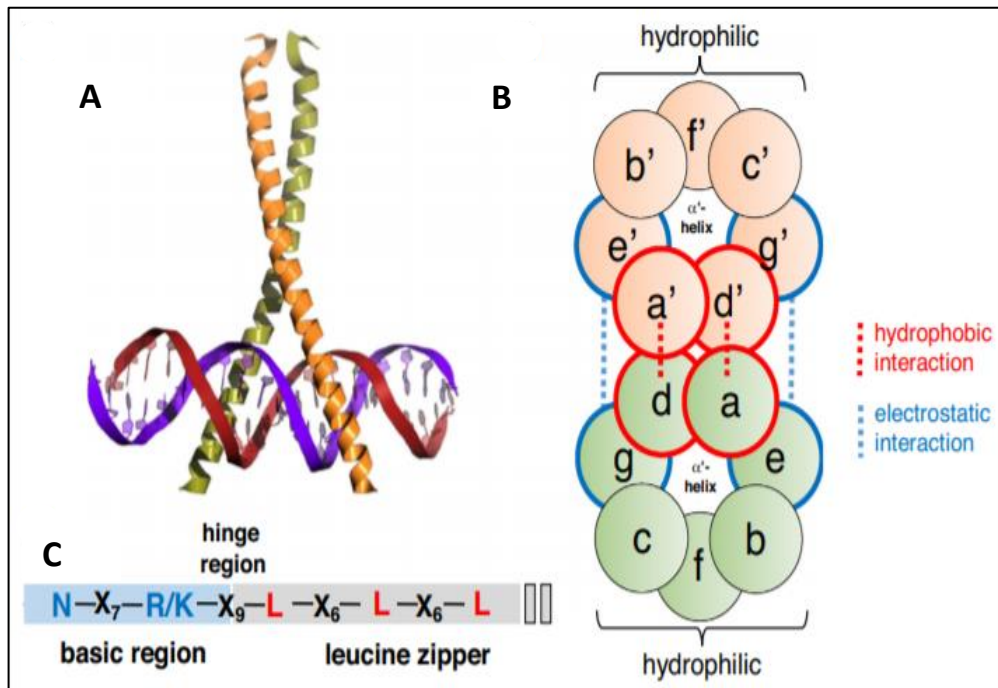 A
B
hydrophilic
f'
b'
c'
α'-
helix
e'
g'
a'
d'
hydrophobic
interaction
d
a
electrostatic
interaction
g
α'-
helix
e
c
b
f
hydrophilic
C
hinge
region
N–X₇–R/K–X₉–L – X₆– L – X₆– L
basic region
leucine zipper